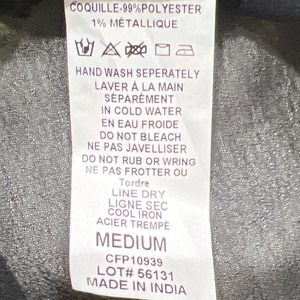 COQUILLE-99%POLYESTER
1% MÉTALLIQUE
HAND WASH SEPERATELY
LAVER À LA MAIN
SÉPARÉMENT
IN COLD WATER
EN EAU FROIDE
DO NOT BLEACH
NE PAS JAVELLISER
DO NOT RUB OR WRING
NE PAS FROTTER OU
Tordre
LINE DRY
LIGNE SEC
COOL IRON
ACIER TREMPÉ
MEDIUM
CFP10939
LOT# 56131
MADE IN INDIA